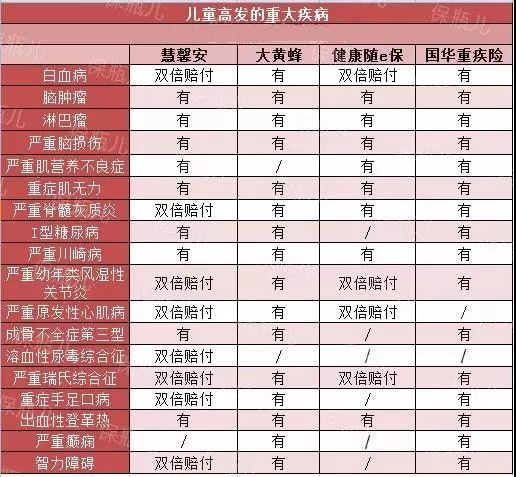 儿童高发的重大疾病
慧馨安 大黄蜂 健康随e保 国华重疾险
白血病 双倍赔付 有 双倍赔付 有
脑肿瘤 有 有 有 有
淋巴瘤 有 有 有 有
严重脑损伤 有 有 有 有
严重肌营养不良症 有 / 有 有
重症肌无力 有 有 有 有
严重脊髓灰质炎 双倍赔付 有 有 有
I型糖尿病 有 有 / 有
严重川崎病 有 有 有 有
严重幼年类风湿性
关节炎 双倍赔付 有 双倍赔付 有
严重原发性心肌病 双倍赔付 有 双倍赔付 /
成骨不全症第三型 有 有 / 有
溶血性尿毒综合征 双倍赔付 / / /
严重瑞氏综合征 双倍赔付 有 双倍赔付 有
重症手足口病 双倍赔付 有 / 有
出血性登革热 有 有 有 有
严重癫痫 / 有 / 有
智力障碍 双倍赔付 有 / 有
保瓶儿